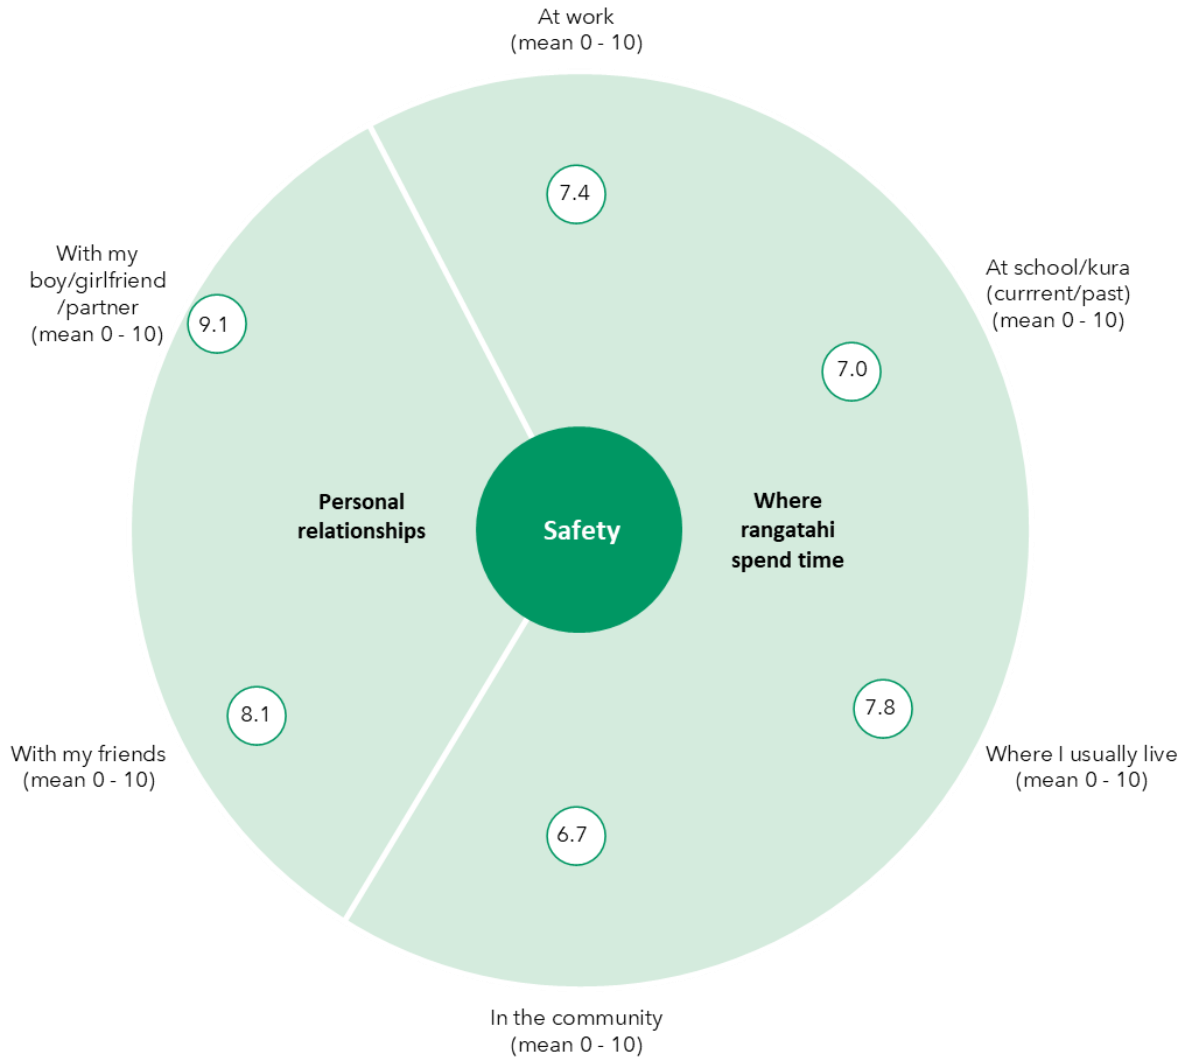 At work
(mean 0 - 10)
7.4
With my
boy/girlfriend
/partner
(mean 0 - 10)
9.1
At school/kura
(currrent/past)
(mean 0 - 10)
7.0
Personal
relationships
Safety
Where
rangatahi
spend time
8.1
With my friends
(mean 0 - 10)
7.8
Where I usually live
(mean 0 - 10)
6.7
In the community
(mean 0 - 10)